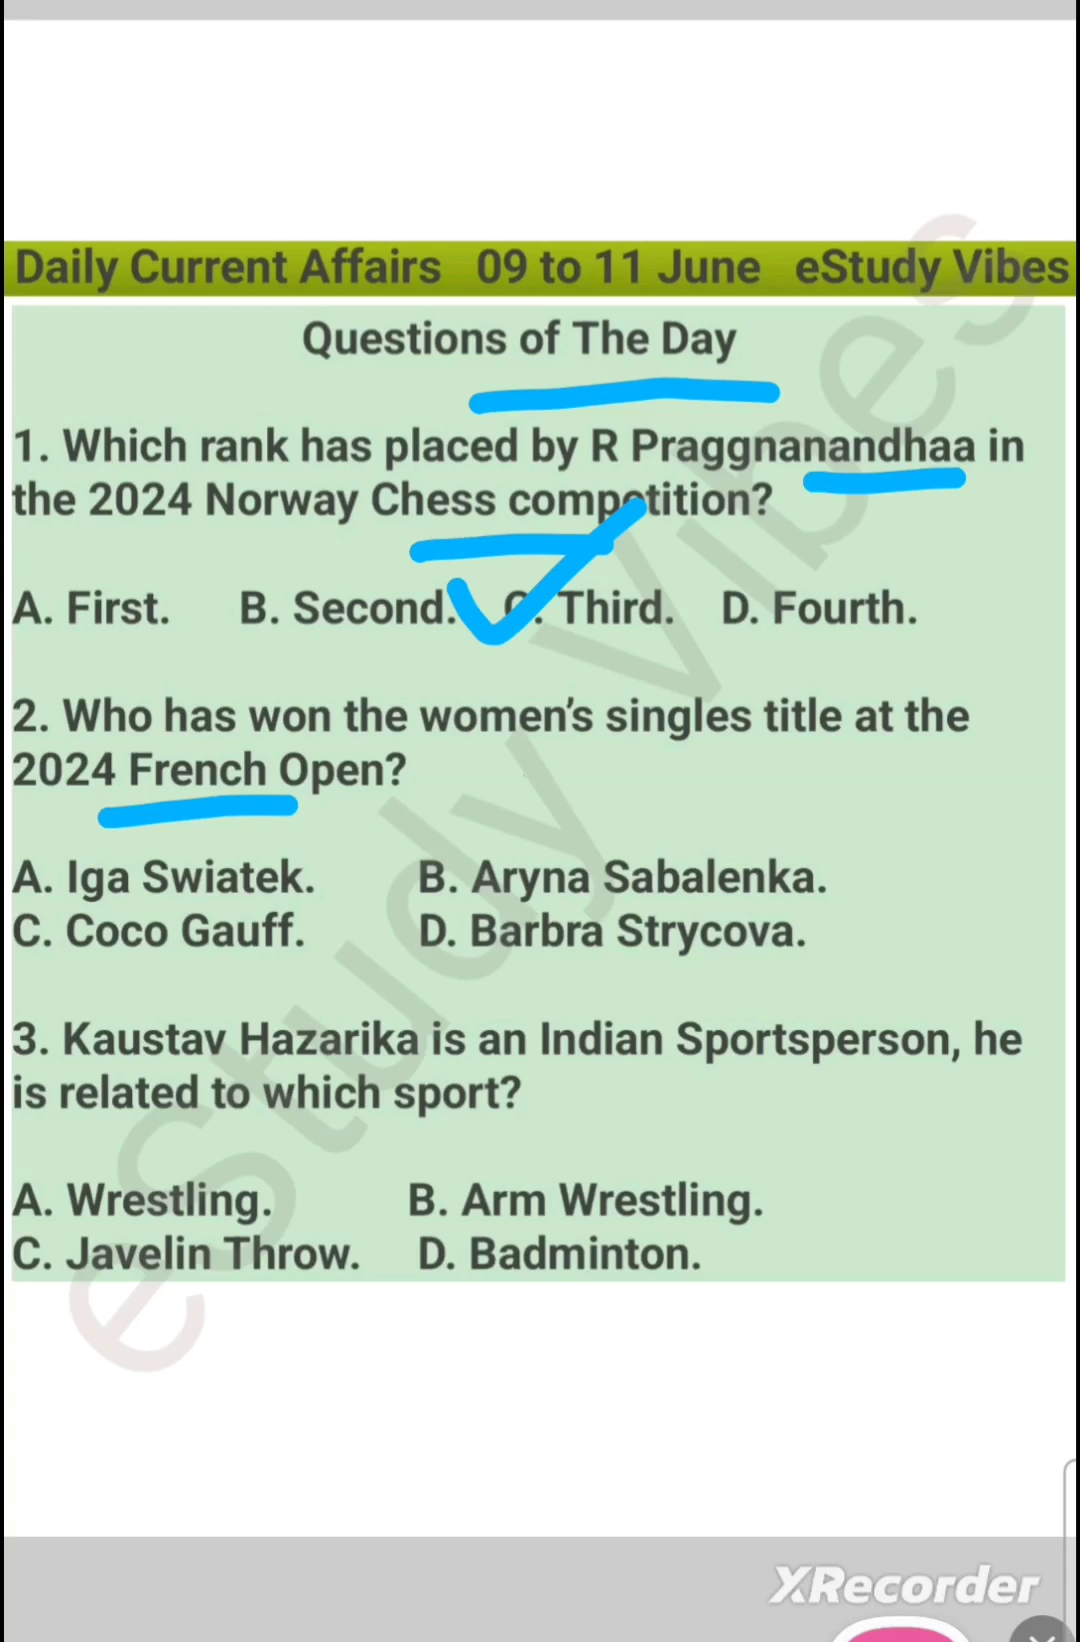 Daily Current Affairs 09 to 11 June eStudy Vibes
Questions of The Day
1. Which rank has placed by R Praggnanandhaa in
the 2024 Norway Chess competition?
A. First. B. Second. C. Third. D. Fourth.
2. Who has won the women's singles title at the
2024 French Open?
A. Iga Swiatek. B. Aryna Sabalenka.
C. Coco Gauff. D. Barbra Strycova.
3. Kaustav Hazarika is an Indian Sportsperson, he
is related to which sport?
A. Wrestling. B. Arm Wrestling.
C. Javelin Throw. D. Badminton.
eStudy Vibes
XRecorder